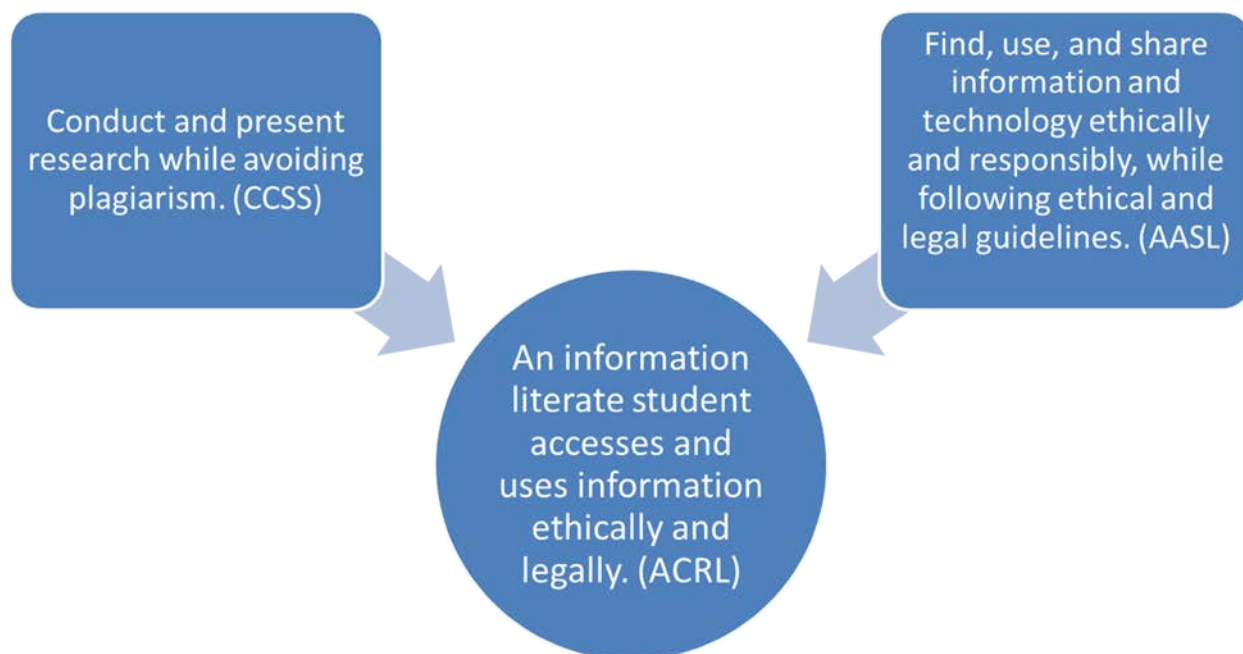 Conduct and present
research while avoiding
plagiarism. (CCSS)
Find, use, and share
information and
technology ethically
and responsibly, while
following ethical and
legal guidelines. (AASL)
An information
literate student
accesses and
uses information
ethically and
legally. (ACRL)